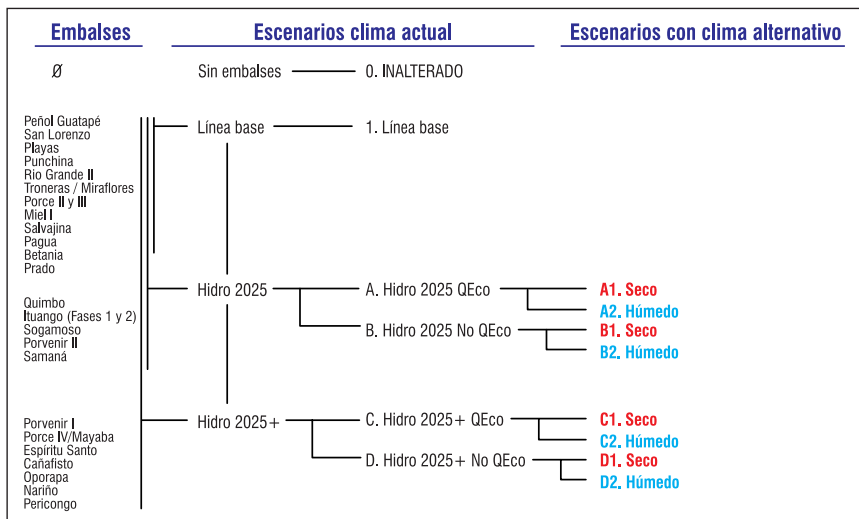 Embalses
Escenarios clima actual
Escenarios con clima alternativo
Ø
Sin embalses
0. INALTERADO
Peñol Guatapé
San Lorenzo
Playas
Punchina
Rio Grande II
Troneras / Miraflores
Porce II y III
Miel I
Salvajina
Pagua
Betania
Prado
Línea base
1. Línea base
Quimbo
Ituango (Fases 1 y 2)
Sogamoso
Porvenir II
Samaná
Hidro 2025
A. Hidro 2025 QEco
A1. Seco
A2. Húmedo
B. Hidro 2025 No QEco
B1. Seco
B2. Húmedo
Porvenir I
Porce IV/Mayaba
Espíritu Santo
Cañafisto
Oporapa
Nariño
Pericongo
Hidro 2025+
C. Hidro 2025+ QEco
C1. Seco
C2. Húmedo
D. Hidro 2025+ No QEco
D1. Seco
D2. Húmedo